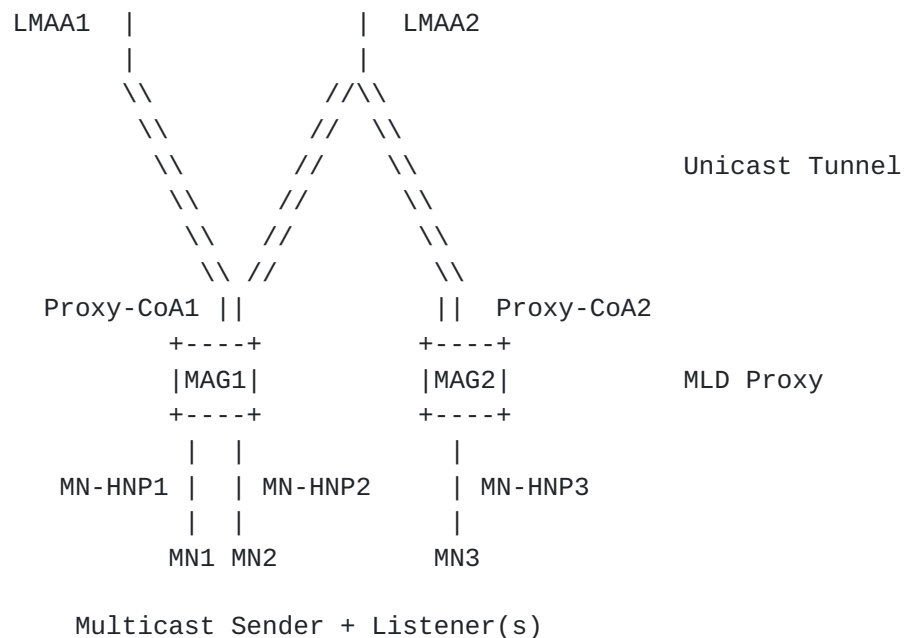 LMAA1 | | LMAA2
| |
\\ //\\
\\ // \\
\\ // \\ Unicast Tunnel
\\ // \\
\\ // \\
\\ // \\
Proxy-CoA1 || || Proxy-CoA2
+----+ +----+
|MAG1| |MAG2| MLD Proxy
+----+ +----+
| | |
MN-HNP1 | | MN-HNP2 | MN-HNP3
| | |
MN1 MN2 MN3
Multicast Sender + Listener(s)